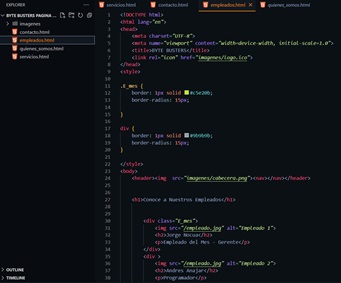 EXPLORER
servicios.html
contacto.html
empleados.html
quienes_somos.html
BYTE BUSTERS PAGINA ...
imagenes
contacto.html
empleados.html
quienes_somos.html
servicios.html
1 <!DOCTYPE html>
2 <html lang="en">
3 <head>
4 <meta charset="UTF-8">
5 <meta name="viewport" content="width=device-width, initial-scale=1.0">
6 <title>BYTE BUSTERS</title>
7 <link rel="icon" href="imagenes/logo.ico">
8 </head>
9 <style>
10
11 .E_mes {
12 border: 1px solid #c5e20b;
13 border-radius: 15px;
14
15 }
16
17 div {
18 border: 1px solid #9b9b9b;
19 border-radius: 15px;
20 }
21
22 </style>
23 <body>
24 <header><img src="imagenes/cabecera.png"><nav></nav></header>
25
26
27 <h1>Conoce a Nuestros Empleados</h1>
28
29
30 <div class="E_mes">
31 <img src="/empleado.jpg" alt="Empleado 1">
32 <h2>Jorge Nocua</h2>
33 <p>Empleado del Mes - Gerente</p>
34 </div>
35 <div >
36 <img src="/empleado.jpg" alt="Empleado 2">
37 <h2>Andres Anajar</h2>
38 <p>Programador</p>
OUTLINE
TIMELINE